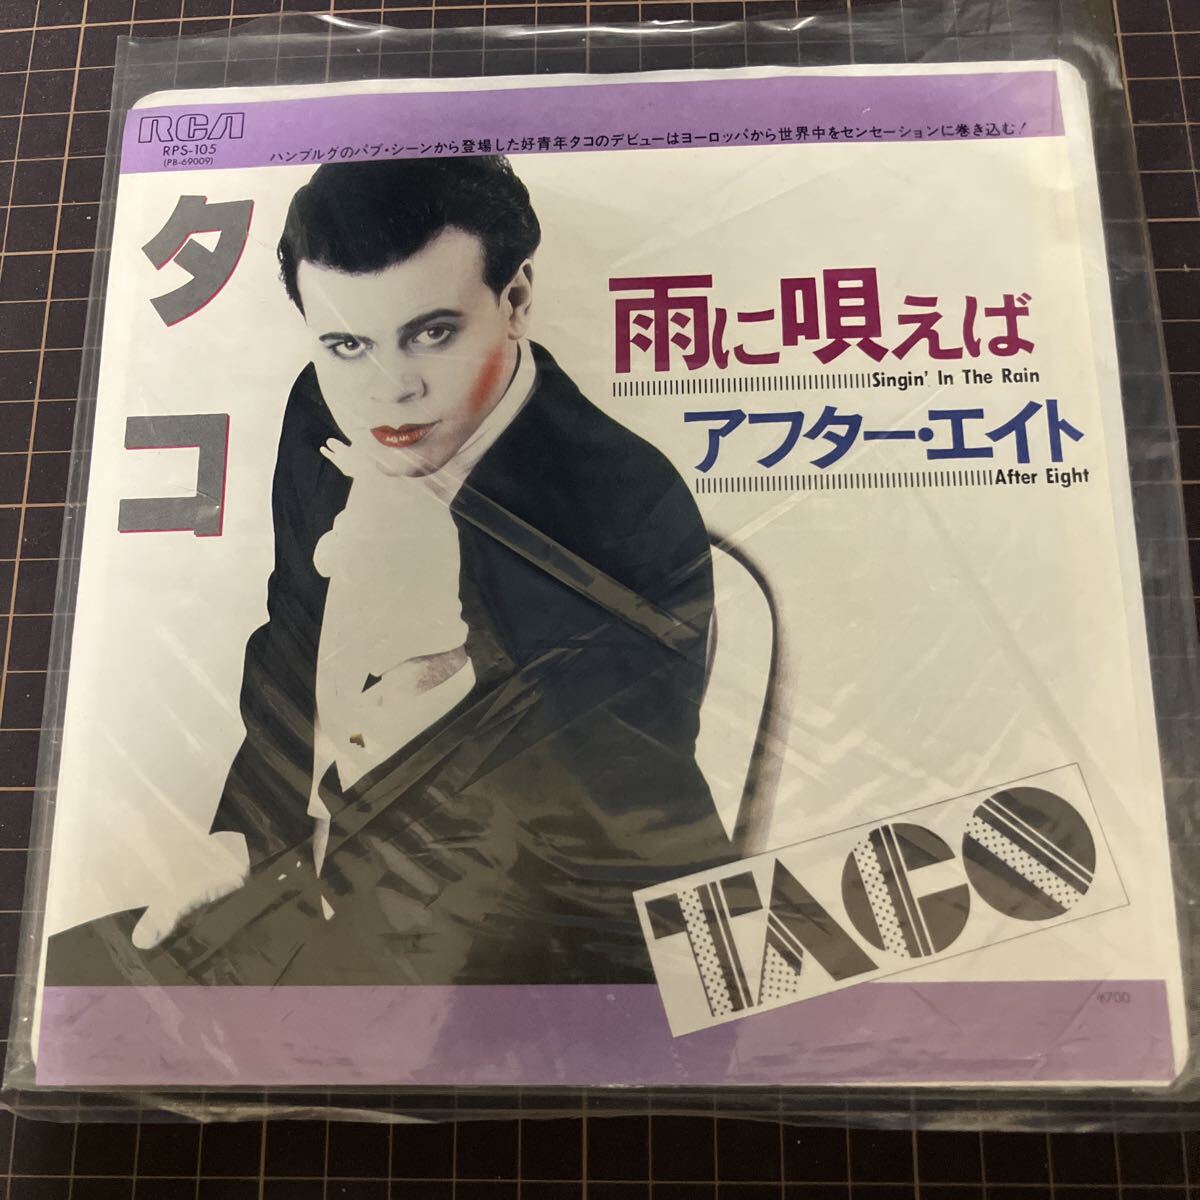 RCA
RPS-105
(PB-69009)
ハンブルグのパブ・シーンから登場した好青年タコのデビューはヨーロッパから世界中をセンセーションに巻き込む!
タコ
雨に唄えば
Singin' In The Rain
アフター・エイト
After Eight
TACO
¥700